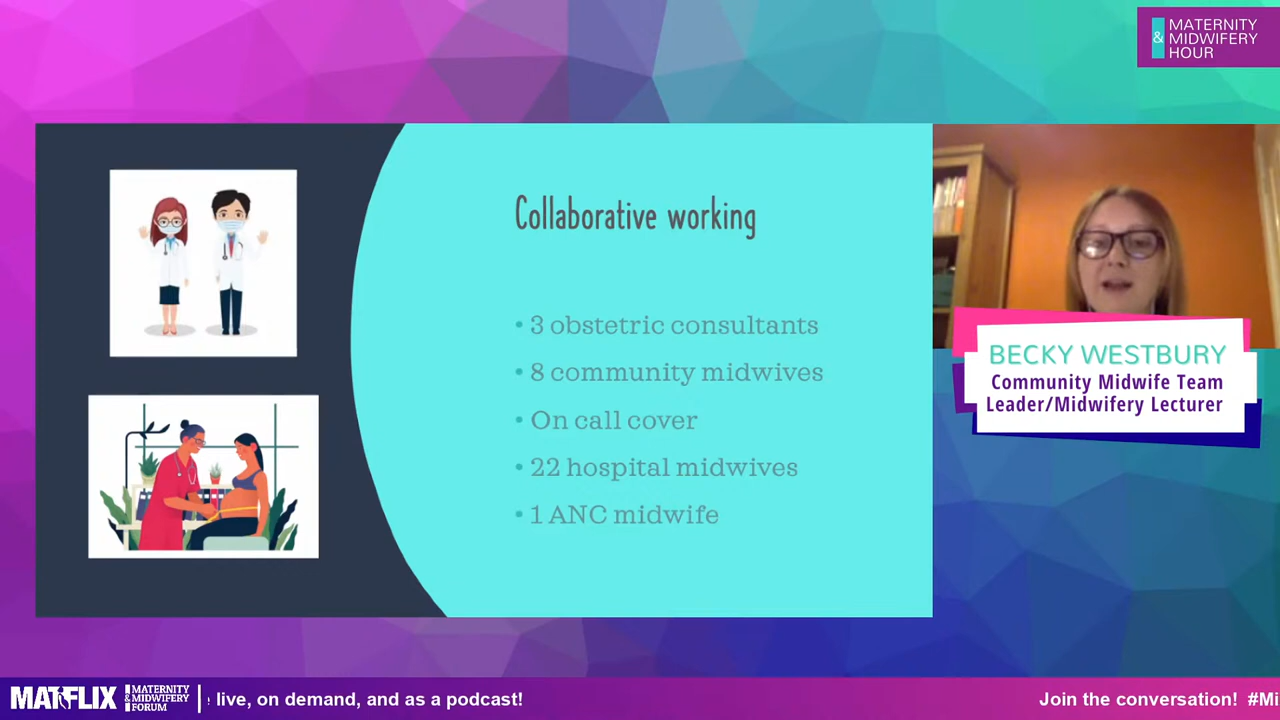 &
MATERNITY
MIDWIFERY
HOUR
Collaborative working
• 3 obstetric consultants
• 8 community midwives
• On call cover
• 22 hospital midwives
• 1 ANC midwife
BECKY WESTBURY
Community Midwife Team
Leader/Midwifery Lecturer
MATFLIX
MATERNITY
& MIDWIFERY
FORUM
live, on demand, and as a podcast!
Join the conversation! #Mi